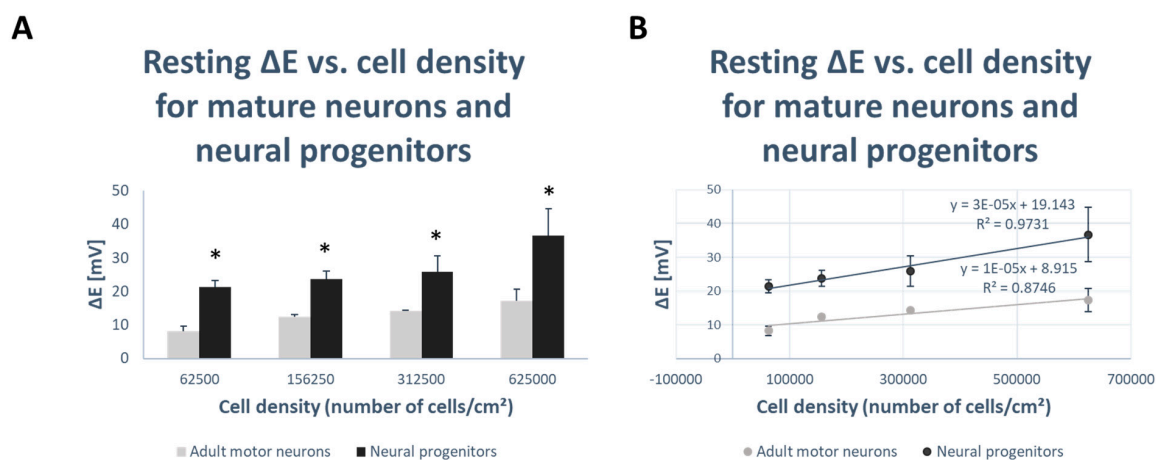 A
Resting ΔE vs. cell density
for mature neurons and
neural progenitors
50
40
30
20
10
0
ΔE [mV]
*
*
*
*
62500
156250
312500
625000
Cell density (number of cells/cm²)
Adult motor neurons
Neural progenitors
B
Resting ΔE vs. cell density
for mature neurons and
neural progenitors
50
40
30
20
10
0
ΔE [mV]
y = 3E-05x + 19.143
R² = 0.9731
y = 1E-05x + 8.915
R² = 0.8746
-100000
100000
300000
500000
700000
Cell density (number of cells/cm²)
Adult motor neurons
Neural progenitors